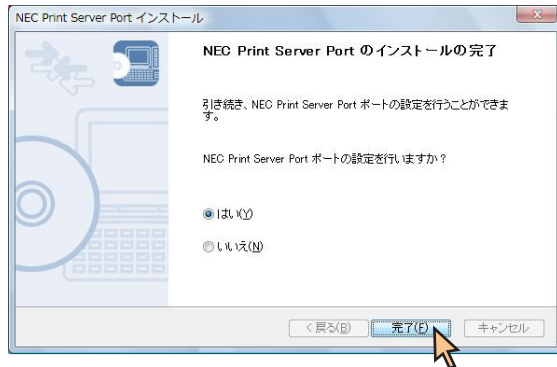 NEC Print Server Port インストール
NEC Print Server Port のインストールの完了
引き続き、NEC Print Server Port ポートの設定を行うことができま
す。
NEC Print Server Port ポートの設定を行いますか？
はい(Y)
いいえ(N)
< 戻る(B)
完了(F)
キャンセル